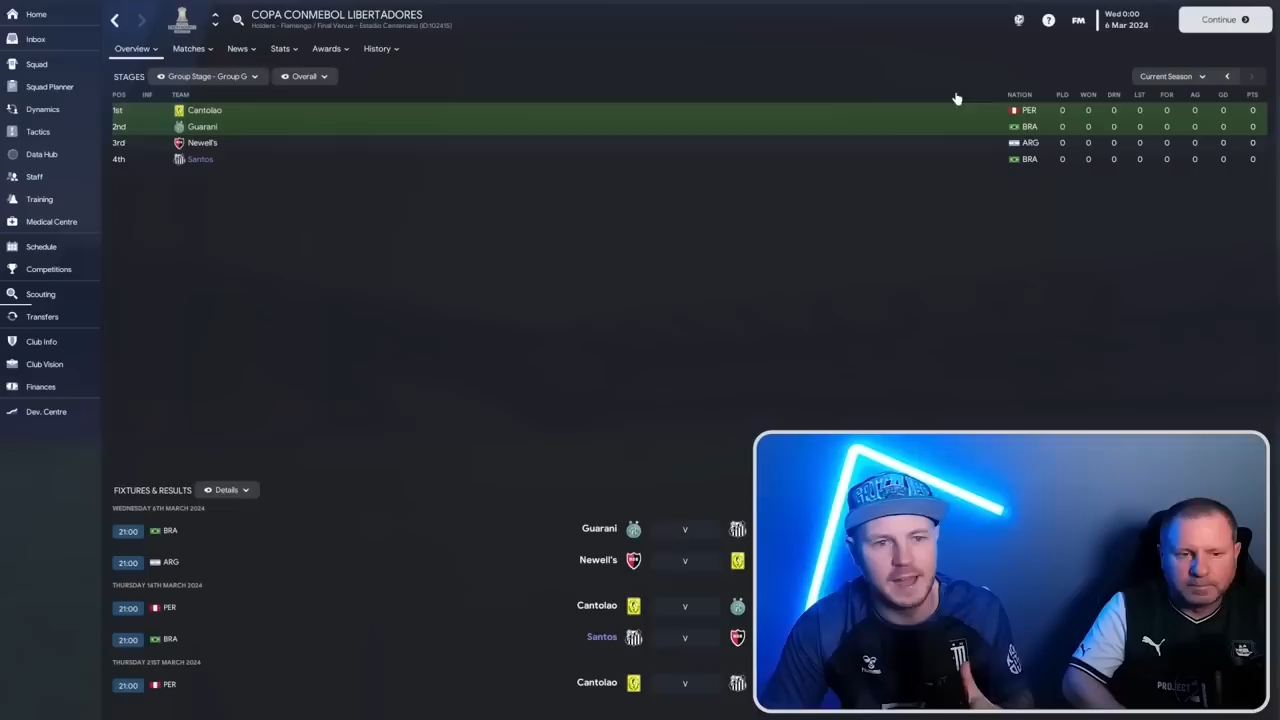 Home
COPA CONMEBOL LIBERTADORES
Holders - Flamengo / Final Venue - Estadio Centenario (ID:102415)
FM
Wed 0:00
6 Mar 2024
Continue
Inbox
Overview Matches News Stats Awards History
Squad
STAGES Group Stage - Group G Overall Current Season
Squad Planner
POS INF TEAM NATION PLD WON DRN LST FOR AG GD PTS
Dynamics
1st Cantolao PER 0 0 0 0 0 0 0 0
2nd Guarani BRA 0 0 0 0 0 0 0 0
Tactics
3rd Newell's ARG 0 0 0 0 0 0 0 0
Data Hub
4th Santos BRA 0 0 0 0 0 0 0 0
Staff
Training
Medical Centre
Schedule
Competitions
Scouting
Transfers
Club Info
Club Vision
Finances
Dev. Centre
FIXTURES & RESULTS Details
WEDNESDAY 6TH MARCH 2024
21:00 BRA Guarani v
21:00 ARG Newell's v
THURSDAY 14TH MARCH 2024
21:00 PER Cantolao v
21:00 BRA Santos v
THURSDAY 21ST MARCH 2024
21:00 PER Cantolao v
PROJECT